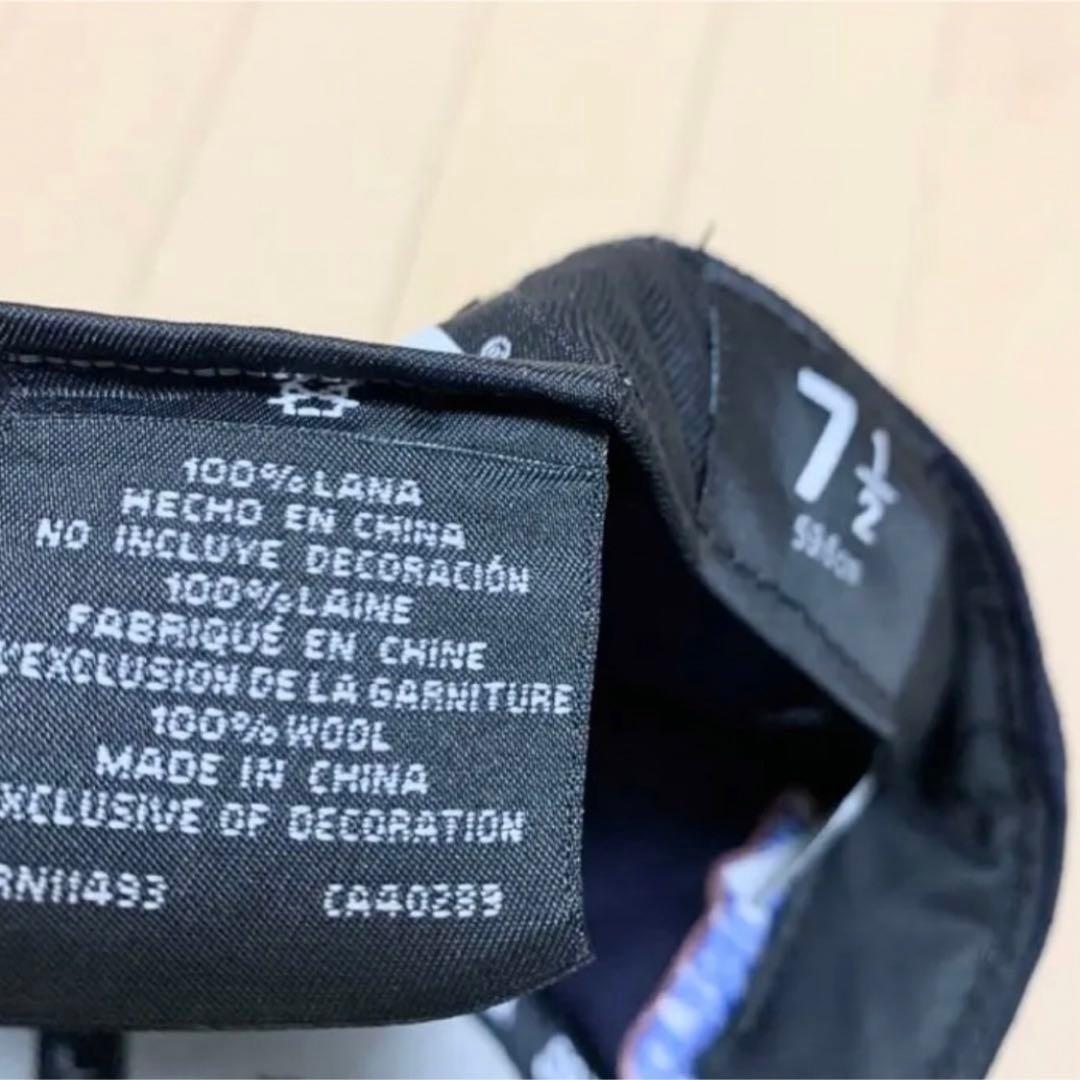 100% LANA
HECHO EN CHINA
NO INCLUYE DECORACIÓN
100% LAINE
FABRIQUÉ EN CHINE
L'EXCLUSION DE LA GARNITURE
100% WOOL
MADE IN CHINA
EXCLUSIVE OF DECORATION
RN11493 CA40289
7 1/2
59.6cm